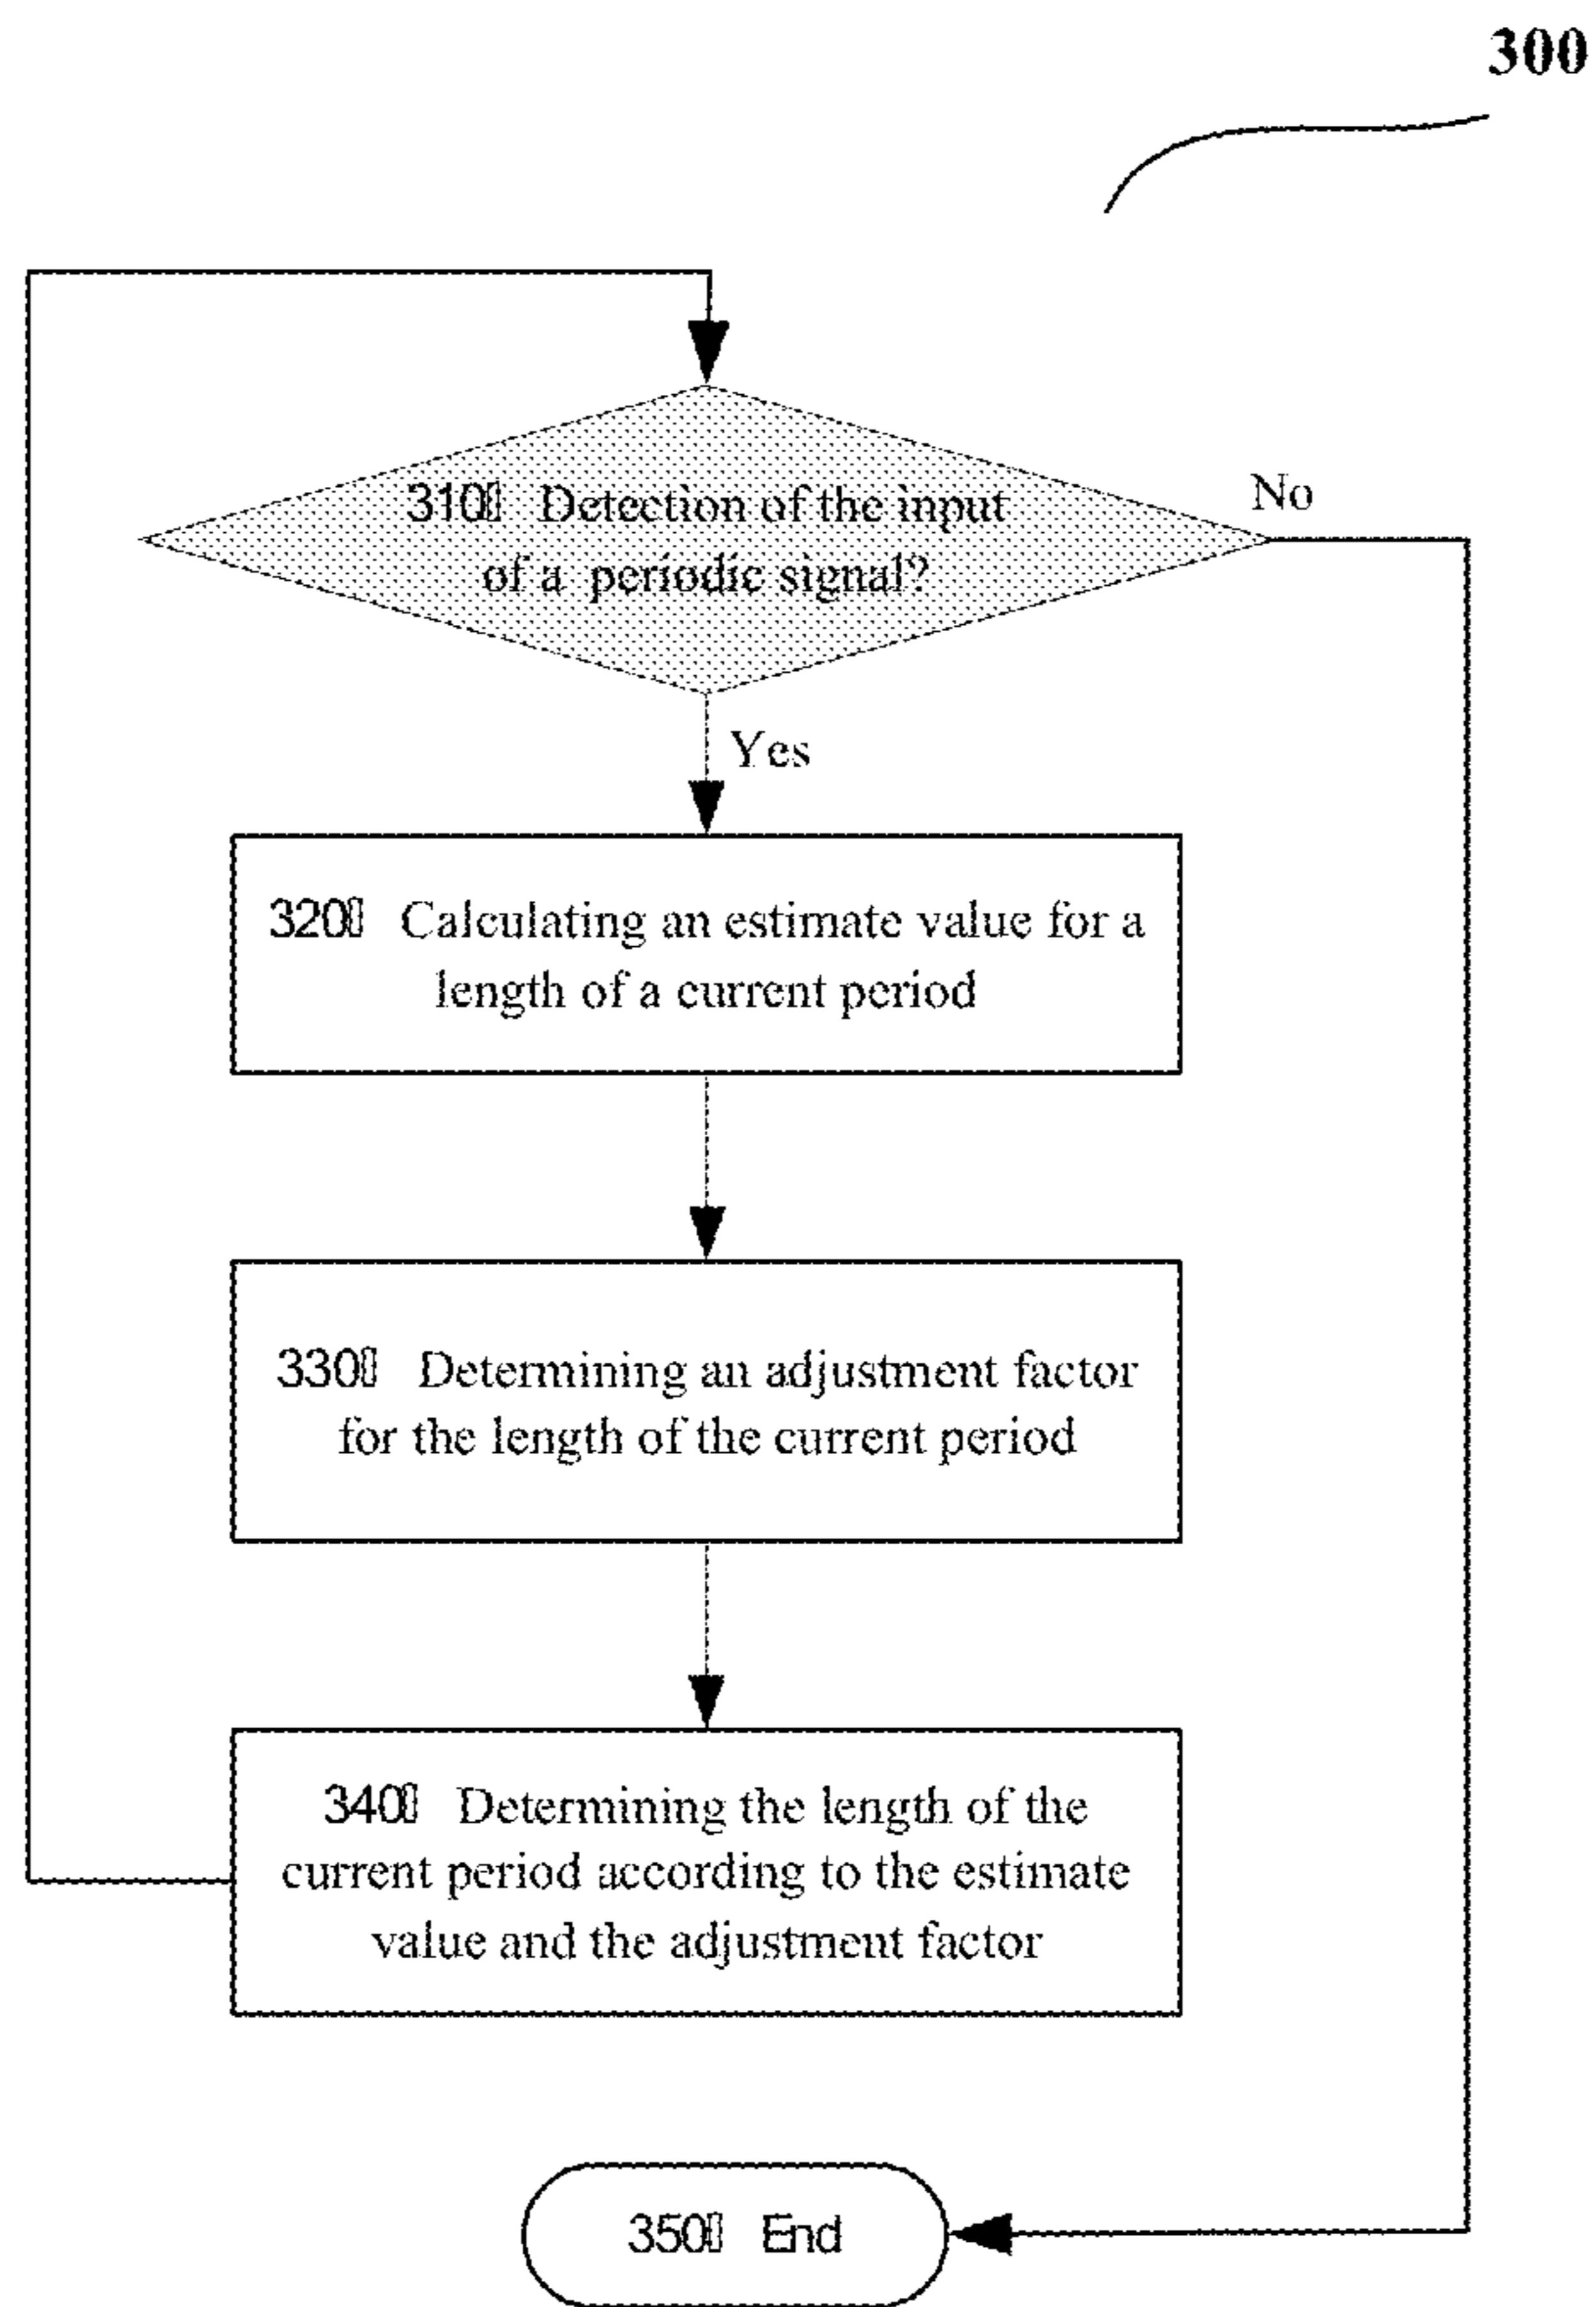 300
310 Detection of the input
of a periodic signal?
No
Yes
320 Calculating an estimate value for a
length of a current period
330 Determining an adjustment factor
for the length of the current period
340 Determining the length of the
current period according to the estimate
value and the adjustment factor
350 End